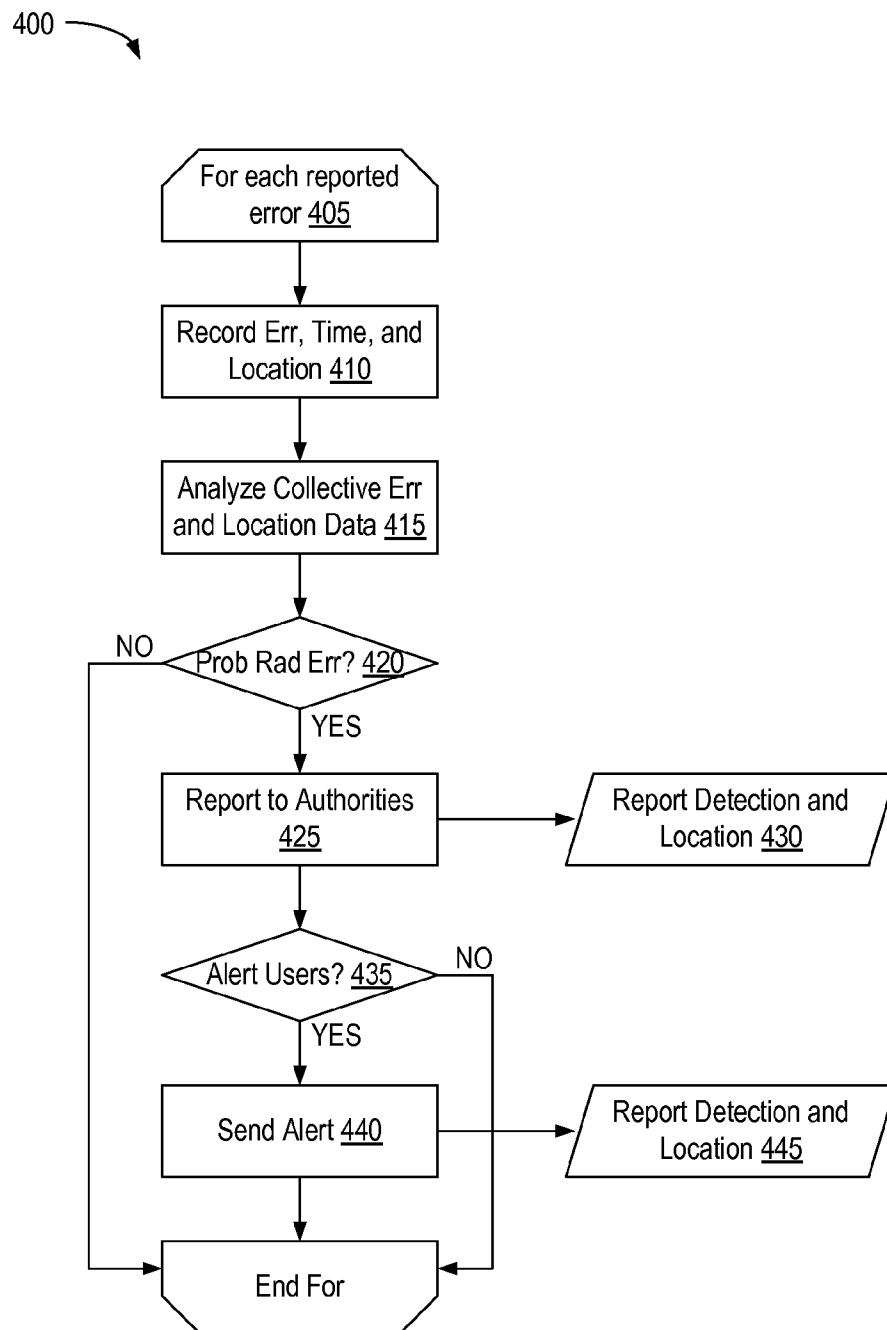 400
For each reported
error 405
Record Err, Time, and
Location 410
Analyze Collective Err
and Location Data 415
NO
Prob Rad Err? 420
YES
Report to Authorities
425
Report Detection and
Location 430
Alert Users? 435
NO
YES
Send Alert 440
Report Detection and
Location 445
End For